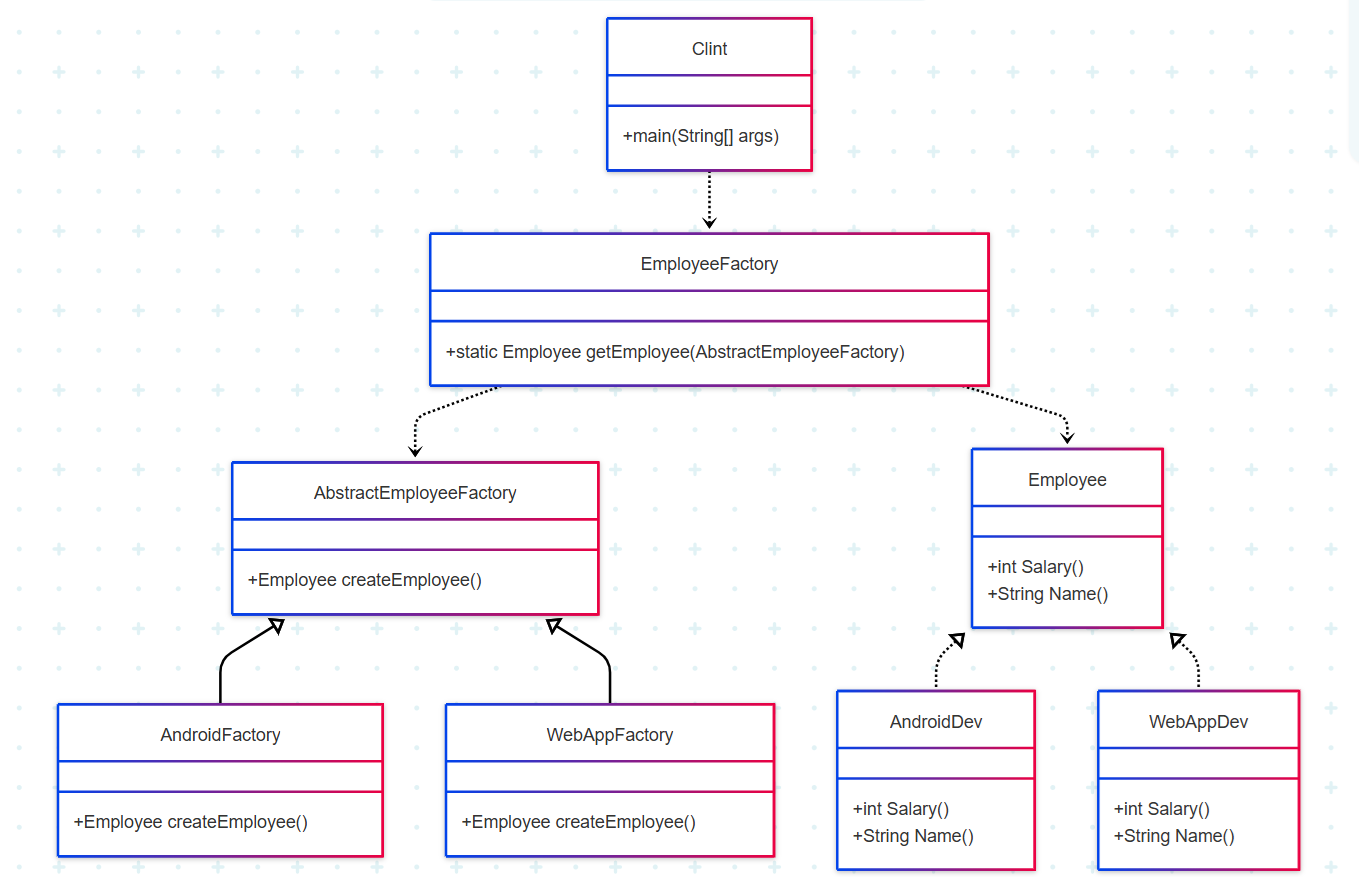 Clint
+main(String[] args)
EmployeeFactory
+static Employee getEmployee(AbstractEmployeeFactory)
AbstractEmployeeFactory
+Employee createEmployee()
Employee
+int Salary()
+String Name()
AndroidFactory
+Employee createEmployee()
WebAppFactory
+Employee createEmployee()
AndroidDev
+int Salary()
+String Name()
WebAppDev
+int Salary()
+String Name()